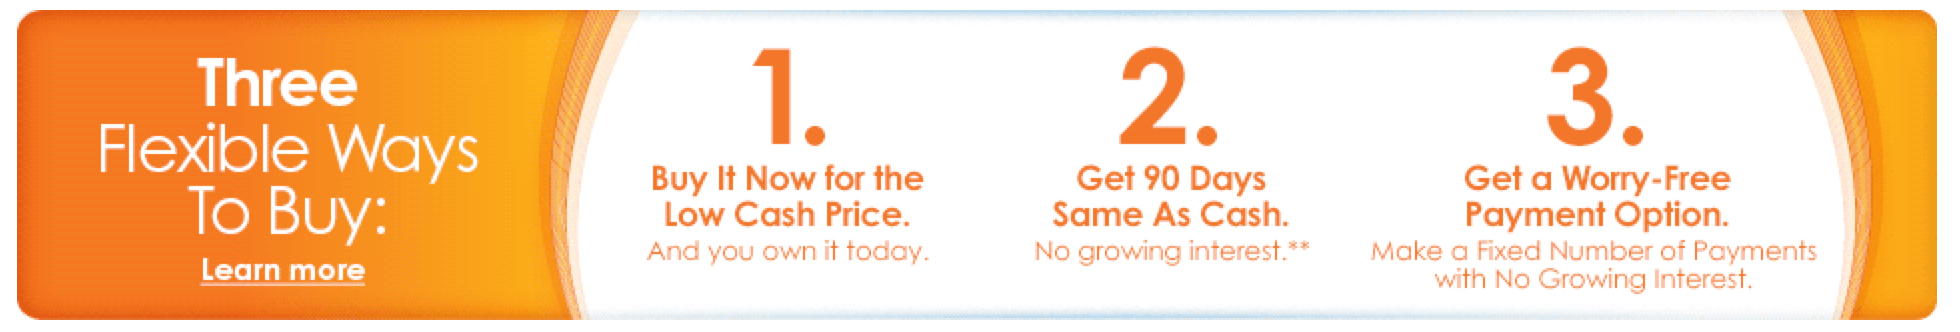 Three
Flexible Ways
To Buy:
Learn more
1.
Buy It Now for the
Low Cash Price.
And you own it today.
2.
Get 90 Days
Same As Cash.
No growing interest.**
3.
Get a Worry-Free
Payment Option.
Make a Fixed Number of Payments
with No Growing Interest.